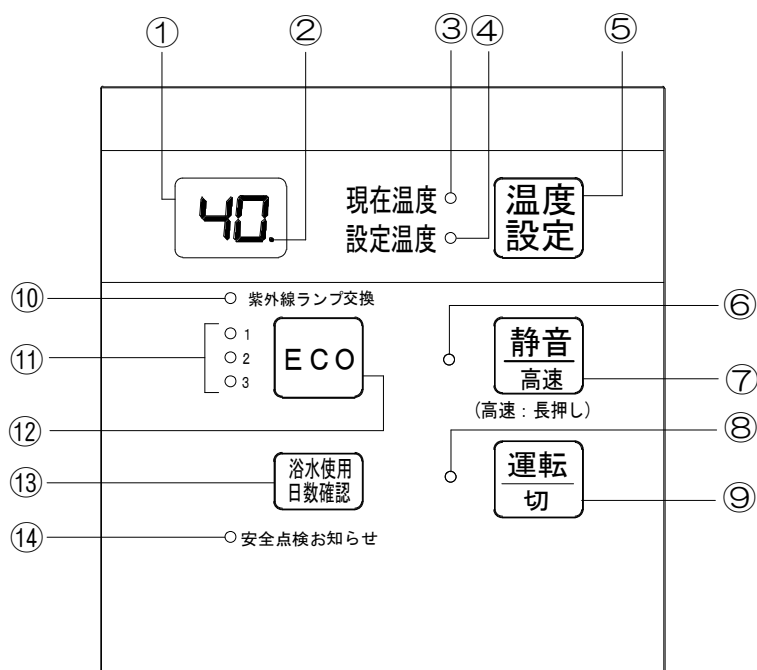 ① ② ③ ④ ⑤
40.
現在温度
設定温度
温度
設定
⑩ 紫外線ランプ交換
⑥
⑪
1
2
3
ECO
静音
高速
⑦
(高速：長押し)
⑫
⑧
⑬
浴水使用
日数確認
運転
切
⑨
⑭ 安全点検お知らせ